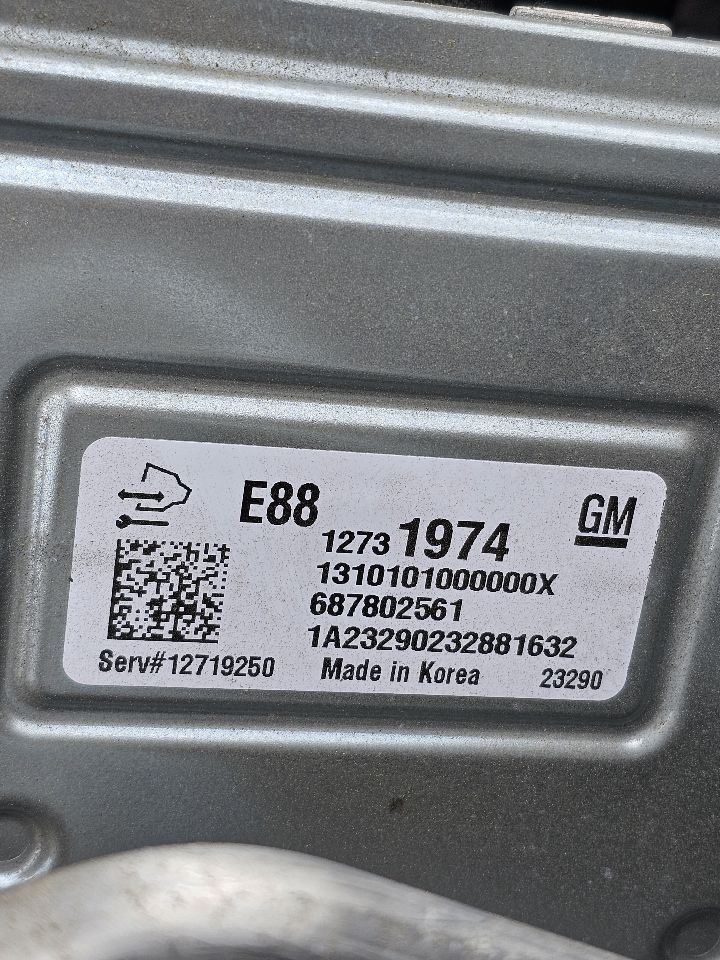 E88
GM
1273 1974
1310101000000X
687802561
1A23290232881632
Serv#12719250
Made in Korea
23290